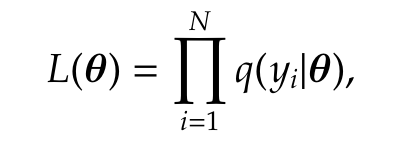 L(θ) = ∏_{i=1}^{N} q(y_i|θ),